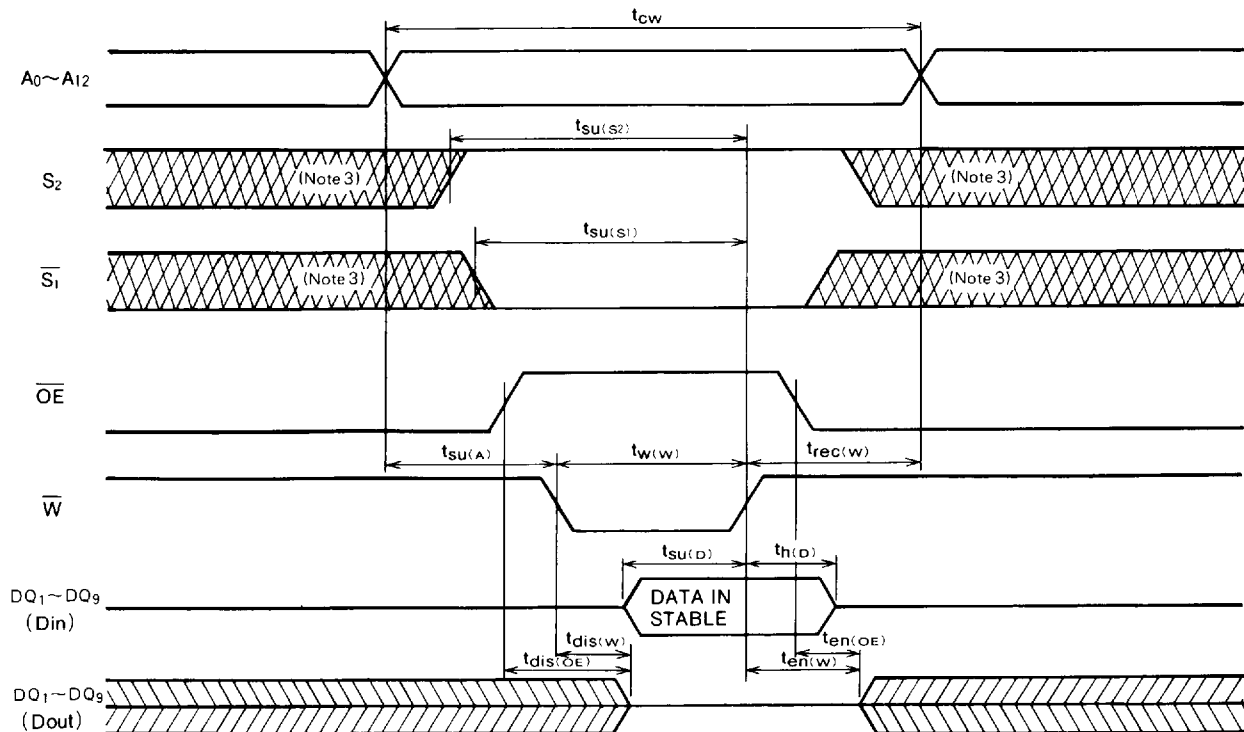 tcw
A0~A12
tsu(S2)
S2
(Note 3)
(Note 3)
tsu(S1)
S1
(Note 3)
(Note 3)
OE
tsu(A)
tw(W)
trec(W)
W
tsu(D)
th(D)
DQ1~DQ9
(Din)
DATA IN
STABLE
tdis(W)
ten(OE)
tdis(OE)
ten(W)
DQ1~DQ9
(Dout)